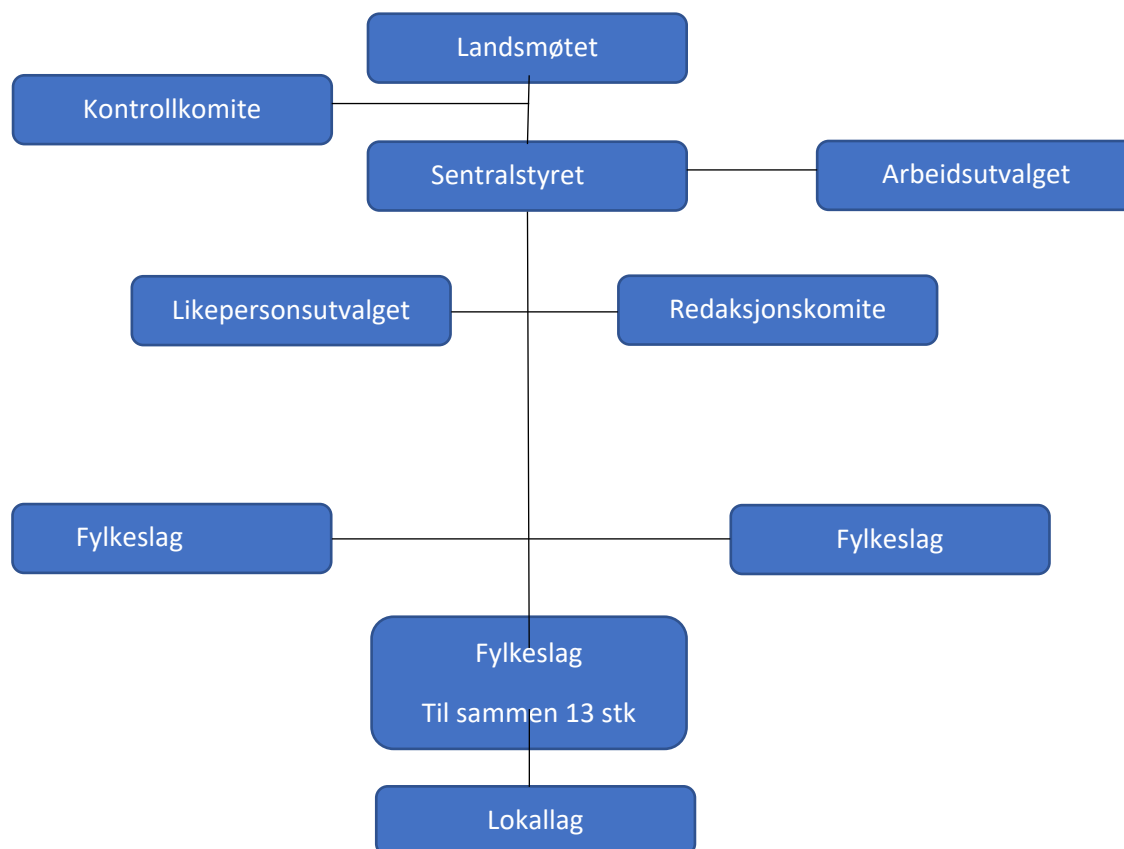 Landsmøtet
Kontrollkomite
Sentralstyret
Arbeidsutvalget
Likepersonsutvalget
Redaksjonskomite
Fylkeslag
Fylkeslag
Fylkeslag
Til sammen 13 stk
Lokallag